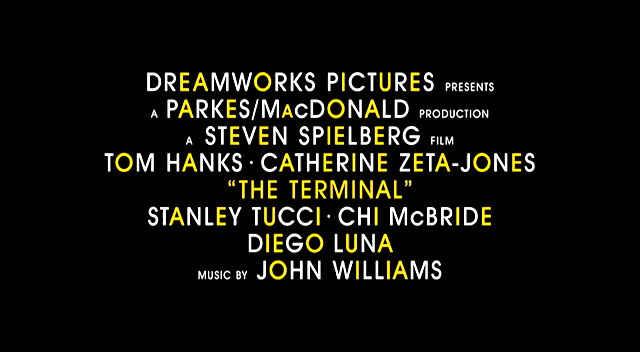 DREAMWORKS PICTURES PRESENTS
A PARKES/MACDONALD PRODUCTION
A STEVEN SPIELBERG FILM
TOM HANKS · CATHERINE ZETA-JONES
“THE TERMINAL”
STANLEY TUCCI · CHI McBRIDE
DIEGO LUNA
MUSIC BY JOHN WILLIAMS